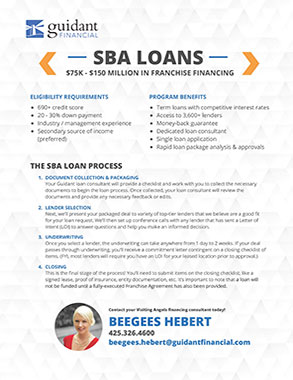 guidant
FINANCIAL
SBA LOANS
$75K - $150 MILLION IN FRANCHISE FINANCING
ELIGIBILITY REQUIREMENTS
• 690+ credit score
• 20 - 30% down payment
• Industry / management experience
• Secondary source of income
(preferred)
PROGRAM BENEFITS
• Term loans with competitive interest rates
• Access to 3,600+ lenders
• Money-back guarantee
• Dedicated loan consultant
• Single loan application
• Rapid loan package analysis & approvals
THE SBA LOAN PROCESS
1. DOCUMENT COLLECTION & PACKAGING
Your Guidant loan consultant will provide a checklist and work with you to collect the necessary
documents to begin the loan process. Once collected, your loan consultant will review the
documents and provide any necessary feedback or edits.
2. LENDER SELECTION
Next, we'll present your packaged deal to variety of top-tier lenders that we believe are a good fit
for your loan request. We'll then set up conference calls with any lender that has sent a Letter of
Intent (LOI) to answer questions and help you make an informed decision.
3. UNDERWRITING
Once you select a lender, the underwriting can take anywhere from 1 day to 2 weeks. If your deal
passes through underwriting, you'll receive a commitment letter contingent on a closing checklist of
items. (FYI, most lenders will require you have an LOI for your leased location prior to approval.)
4. CLOSING
This is the final stage of the process! You'll need to submit items on the closing checklist, like a
signed lease, proof of insurance, entity documentation, etc. It's important to note that a loan will
not be funded until a fully-executed Franchise Agreement has also been provided.
Contact your Visiting Angels financing consultant today!
BEEGEES HEBERT
425.326.4600
beegees.hebert@guidantfinancial.com